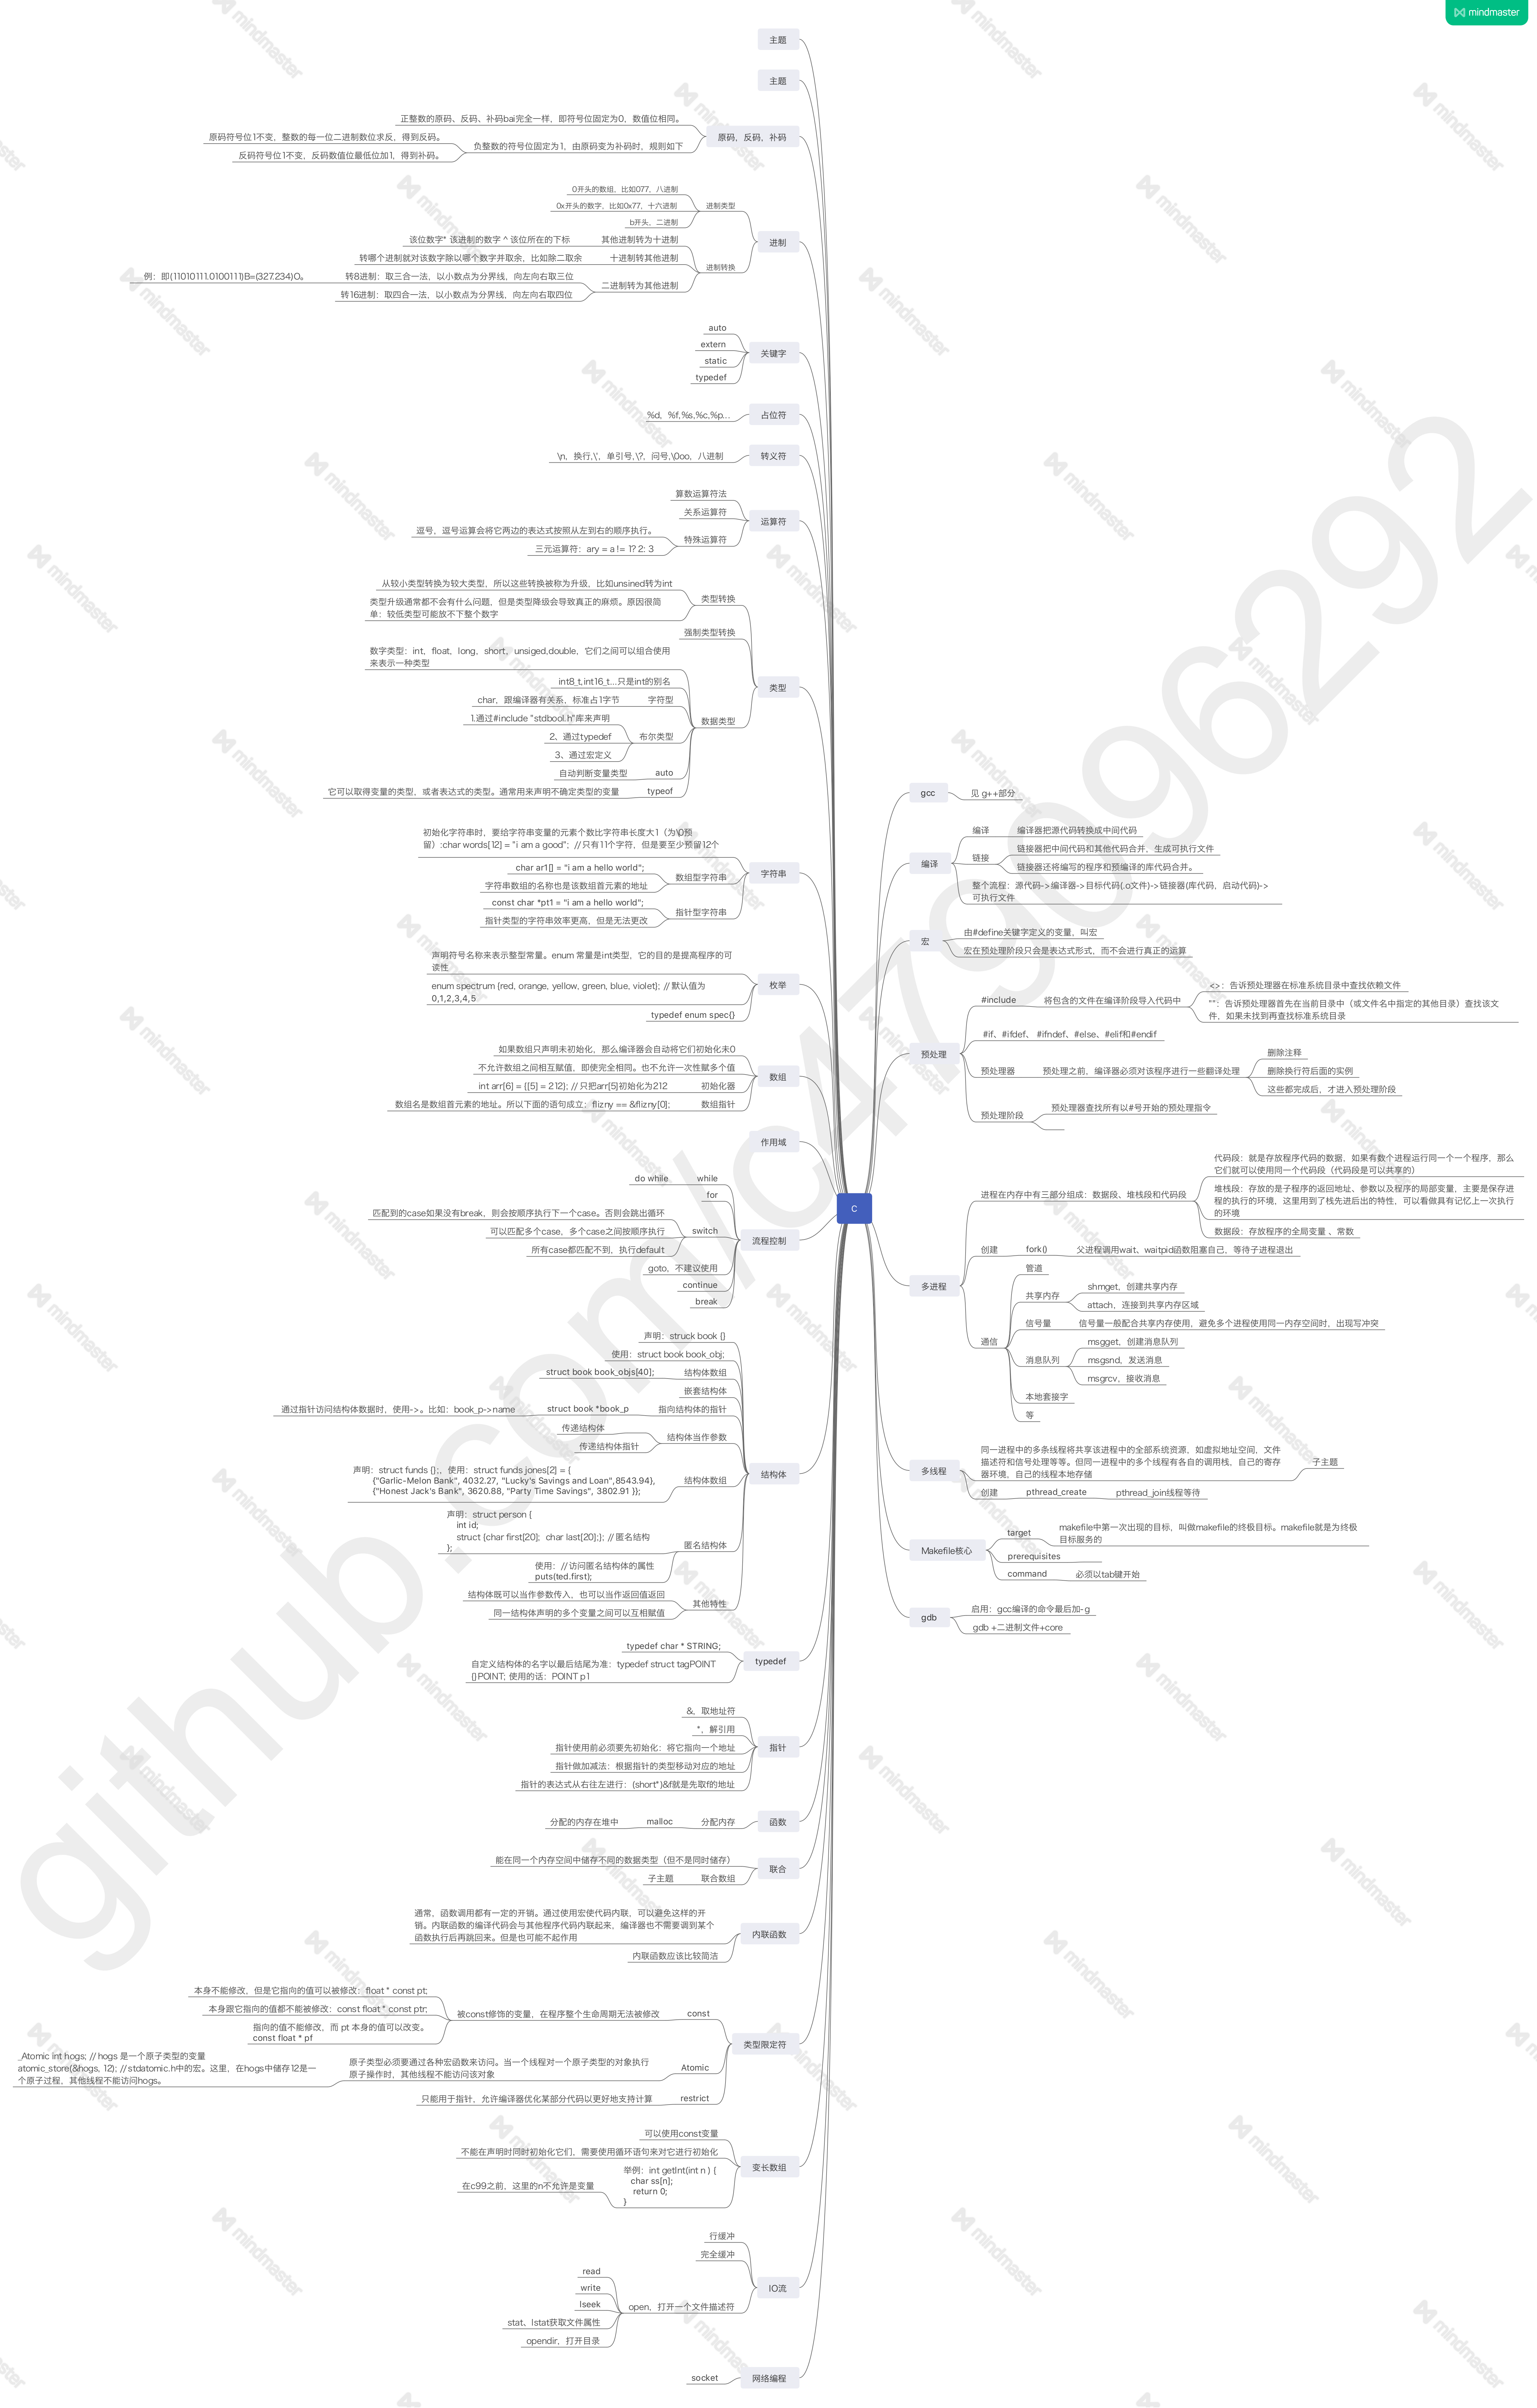 mindmaster
主题
主题
原码，反码，补码
正整数的原码、反码、补码bai完全一样，即符号位固定为0，数值位相同。
负整数的符号位固定为1，由原码变为补码时，规则如下
原码符号位1不变，整数的每一位二进制数位求反，得到反码。
反码符号位1不变，反码数值位最低位加1，得到补码。
进制
进制类型
0开头的数组，比如077，八进制
0x开头的数字，比如0x77，十六进制
b开头，二进制
进制转换
其他进制转为十进制
该位数字* 该进制的数字 ^ 该位所在的下标
十进制转其他进制
转哪个进制就对该数字除以哪个数字并取余，比如除二取余
二进制转为其他进制
转8进制：取三合一法，以小数点为分界线，向左向右取三位
例：即(11010111.0100111)B=(327.234)O。
转16进制：取四合一法，以小数点为分界线，向左向右取四位
关键字
auto
extern
static
typedef
占位符
%d，%f,%s,%c,%p...
转义符
\n，换行,\'，单引号,\?，问号,\0oo，八进制
运算符
算数运算符法
关系运算符
特殊运算符
逗号，逗号运算会将它两边的表达式按照从左到右的顺序执行。
三元运算符：ary = a != 1? 2: 3
类型
类型转换
从较小类型转换为较大类型，所以这些转换被称为升级，比如unsined转为int
类型升级通常都不会有什么问题，但是类型降级会导致真正的麻烦。原因很简
单：较低类型可能放不下整个数字
强制类型转换
数据类型
数字类型：int，float，long，short，unsiged,double，它们之间可以组合使用
来表示一种类型
int8_t,int16_t...只是int的别名
字符型
char，跟编译器有关系，标准占1字节
布尔类型
1.通过#include "stdbool.h"库来声明
2、通过typedef
3、通过宏定义
auto
自动判断变量类型
typeof
它可以取得变量的类型，或者表达式的类型。通常用来声明不确定类型的变量
字符串
初始化字符串时，要给字符串变量的元素个数比字符串长度大1（为\0预
留）:char words[12] = "i am a good"; //只有11个字符，但是要至少预留12个
数组型字符串
char ar1[] = "i am a hello world";
字符串数组的名称也是该数组首元素的地址
指针型字符串
const char *pt1 = "i am a hello world";
指针类型的字符串效率更高，但是无法更改
枚举
声明符号名称来表示整型常量。enum 常量是int类型，它的目的是提高程序的可
读性
enum spectrum {red, orange, yellow, green, blue, violet}; // 默认值为
0,1,2,3,4,5
typedef enum spec{}
数组
如果数组只声明未初始化，那么编译器会自动将它们初始化未0
不允许数组之间相互赋值，即使完全相同。也不允许一次性赋多个值
初始化器
int arr[6] = {[5] = 212}; // 只把arr[5]初始化为212
数组指针
数组名是数组首元素的地址。所以下面的语句成立：flizny == &flizny[0];
作用域
流程控制
while
do while
for
switch
匹配到的case如果没有break，则会按顺序执行下一个case。否则会跳出循环
可以匹配多个case，多个case之间按顺序执行
所有case都匹配不到，执行default
goto，不建议使用
continue
break
结构体
声明：struck book {}
使用：struct book book_obj;
结构体数组
struct book book_objs[40];
嵌套结构体
指向结构体的指针
struct book *book_p
通过指针访问结构体数据时，使用->。比如：book_p->name
结构体当作参数
传递结构体
传递结构体指针
结构体数组
声明：struct funds {};，使用：struct funds jones[2] = {
{"Garlic-Melon Bank", 4032.27, "Lucky's Savings and Loan",8543.94},
{"Honest Jack's Bank", 3620.88, "Party Time Savings", 3802.91 }};
匿名结构体
声明：struct person {
int id;
struct {char first[20]; char last[20];}; // 匿名结构
};
使用：//访问匿名结构体的属性
puts(ted.first);
其他特性
结构体既可以当作参数传入，也可以当作返回值返回
同一结构体声明的多个变量之间可以互相赋值
typedef
typedef char * STRING;
自定义结构体的名字以最后结尾为准：typedef struct tagPOINT
{}POINT; 使用的话：POINT p1
指针
&，取地址符
*，解引用
指针使用前必须要先初始化：将它指向一个地址
指针做加减法：根据指针的类型移动对应的地址
指针的表达式从右往左进行：(short*)&f就是先取f的地址
函数
分配内存
malloc
分配的内存在堆中
联合
能在同一个内存空间中储存不同的数据类型（但不是同时储存）
联合数组
子主题
内联函数
通常，函数调用都有一定的开销。通过使用宏使代码内联，可以避免这样的开
销。内联函数的编译代码会与其他程序代码内联起来，编译器也不需要调到某个
函数执行后再跳回来。但是也可能不起作用
内联函数应该比较简洁
类型限定符
const
被const修饰的变量，在程序整个生命周期无法被修改
本身不能修改，但是它指向的值可以被修改：float * const pt;
本身跟它指向的值都不能被修改：const float * const ptr;
指向的值不能修改，而 pt 本身的值可以改变。
const float * pf
Atomic
原子类型必须要通过各种宏函数来访问。当一个线程对一个原子类型的对象执行
原子操作时，其他线程不能访问该对象
_Atomic int hogs; // hogs 是一个原子类型的变量
atomic_store(&hogs, 12); // stdatomic.h中的宏。这里，在hogs中储存12是一
个原子过程，其他线程不能访问hogs。
restrict
只能用于指针，允许编译器优化某部分代码以更好地支持计算
变长数组
可以使用const变量
不能在声明时同时初始化它们，需要使用循环语句来对它进行初始化
举例：int getInt(int n ) {
char ss[n];
return 0;
}
在c99之前，这里的n不允许是变量
IO流
行缓冲
完全缓冲
open，打开一个文件描述符
read
write
lseek
stat、lstat获取文件属性
opendir，打开目录
网络编程
socket
C
gcc
见 g++部分
编译
编译
编译器把源代码转换成中间代码
链接
链接器把中间代码和其他代码合并，生成可执行文件
链接器还将编写的程序和预编译的库代码合并。
整个流程：源代码->编译器->目标代码(.o文件)->链接器(库代码，启动代码)->
可执行文件
宏
由#define关键字定义的变量，叫宏
宏在预处理阶段只会是表达式形式，而不会进行真正的运算
预处理
#include
将包含的文件在编译阶段导入代码中
<>：告诉预处理器在标准系统目录中查找依赖文件
""：告诉预处理器首先在当前目录中（或文件名中指定的其他目录）查找该文
件，如果未找到再查找标准系统目录
#if、#ifdef、 #ifndef、#else、#elif和#endif
预处理器
预处理之前，编译器必须对该程序进行一些翻译处理
删除注释
删除换行符后面的实例
这些都完成后，才进入预处理阶段
预处理阶段
预处理器查找所有以#号开始的预处理指令
多进程
进程在内存中有三部分组成：数据段、堆栈段和代码段
代码段：就是存放程序代码的数据，如果有数个进程运行同一个一个程序，那么
它们就可以使用同一个代码段（代码段是可以共享的）
堆栈段：存放的是子程序的返回地址、参数以及程序的局部变量，主要是保存进
程的执行的环境，这里用到了栈先进后出的特性，可以看做具有记忆上一次执行
的环境
数据段：存放程序的全局变量 、常数
创建
fork()
父进程调用wait、waitpid函数阻塞自己，等待子进程退出
通信
管道
共享内存
shmget，创建共享内存
attach，连接到共享内存区域
信号量
信号量一般配合共享内存使用，避免多个进程使用同一内存空间时，出现写冲突
消息队列
msgget，创建消息队列
msgsnd，发送消息
msgrcv，接收消息
本地套接字
等
多线程
同一进程中的多条线程将共享该进程中的全部系统资源，如虚拟地址空间，文件
描述符和信号处理等等。但同一进程中的多个线程有各自的调用栈，自己的寄存
器环境，自己的线程本地存储
子主题
创建
pthread_create
pthread_join线程等待
Makefile核心
target
makefile中第一次出现的目标，叫做makefile的终极目标。makefile就是为终极
目标服务的
prerequisites
command
必须以tab键开始
gdb
启用：gcc编译的命令最后加-g
gdb +二进制文件+core
github.com/c4790096292